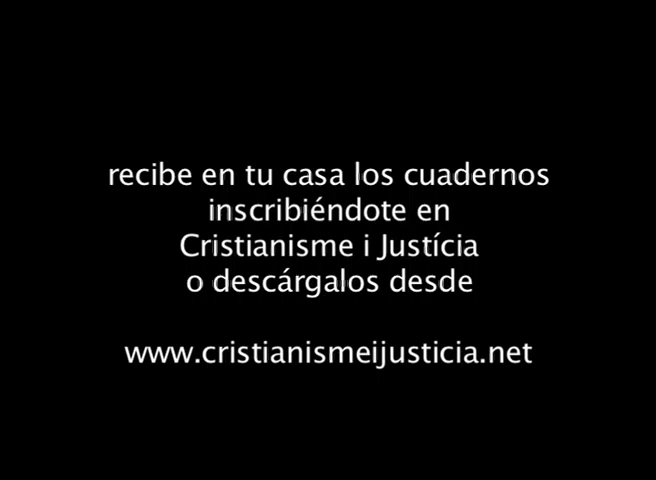 recibe en tu casa los cuadernos
inscribiéndote en
Cristianisme i Justícia
o descárgalos desde
www.cristianismeijusticia.net